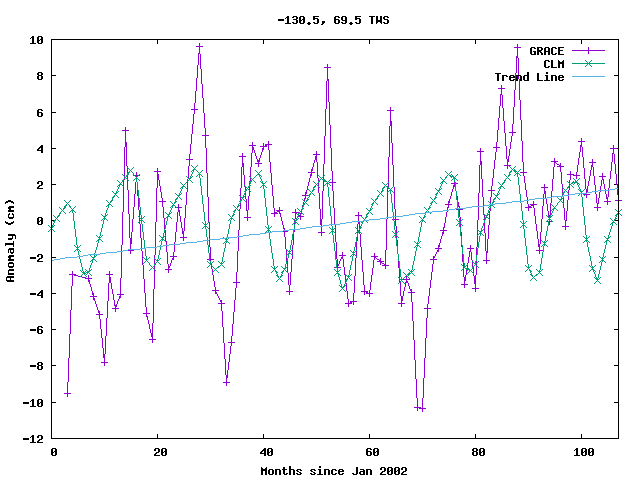 -130.5, 69.5 TWS
GRACE
CLM
Trend Line
10
8
6
4
2
0
-2
-4
-6
-8
-10
-12
Anomaly (cm)
0 20 40 60 80 100
Months since Jan 2002